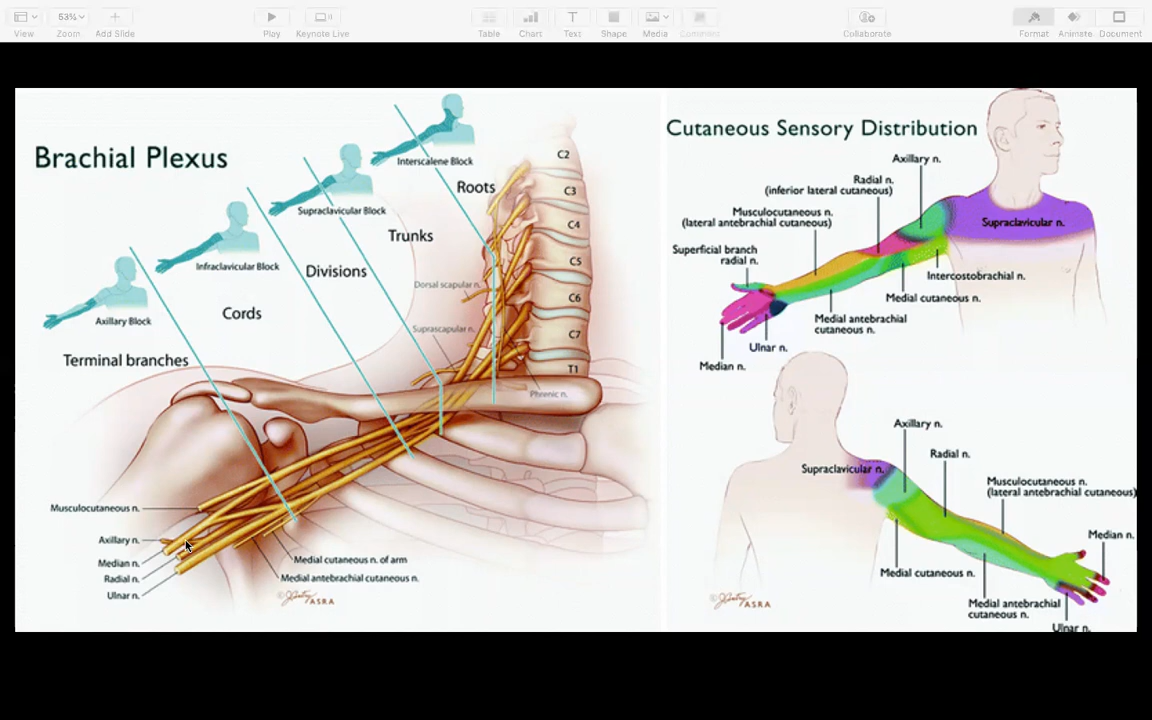 53%
View
Zoom
Add Slide
Play
Keynote Live
Table
Chart
Text
Shape
Media
Comment
Collaborate
Format
Animate
Document
Brachial Plexus
Interscalene Block
Roots
Supraclavicular Block
Trunks
Infraclavicular Block
Divisions
Axillary Block
Cords
Terminal branches
C2
C3
C4
C5
C6
C7
T1
Dorsal scapular n.
Suprascapular n.
Phrenic n.
Musculocutaneous n.
Axillary n.
Median n.
Radial n.
Ulnar n.
Medial cutaneous n. of arm
Medial antebrachial cutaneous n.
ASRA
Cutaneous Sensory Distribution
Axillary n.
Radial n.
(inferior lateral cutaneous)
Musculocutaneous n.
(lateral antebrachial cutaneous)
Superficial branch
radial n.
Supraclavicular n.
Intercostobrachial n.
Medial cutaneous n.
Medial antebrachial
cutaneous n.
Ulnar n.
Median n.
Axillary n.
Radial n.
Supraclavicular n.
Musculocutaneous n.
(lateral antebrachial cutaneous)
Median n.
Medial cutaneous n.
Medial antebrachial
cutaneous n.
Ulnar n.
ASRA